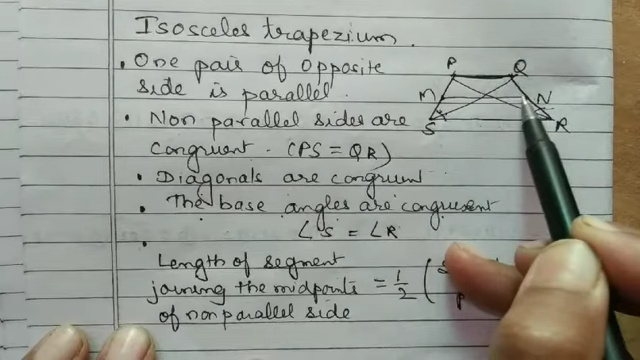 Isosceles trapezium.
• One pair of opposite
side is parallel.
• Non parallel sides are
congruent. (PS = QR)
• Diagonals are congruent
• The base angles are congruent
∠S = ∠R
• Length of segment
joining the midpoints = 1/2 (
of non parallel side
P Q
M N
S R